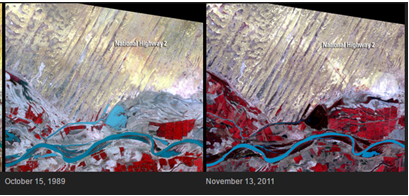 National Highway 2
National Highway 2
October 15, 1989
November 13, 2011